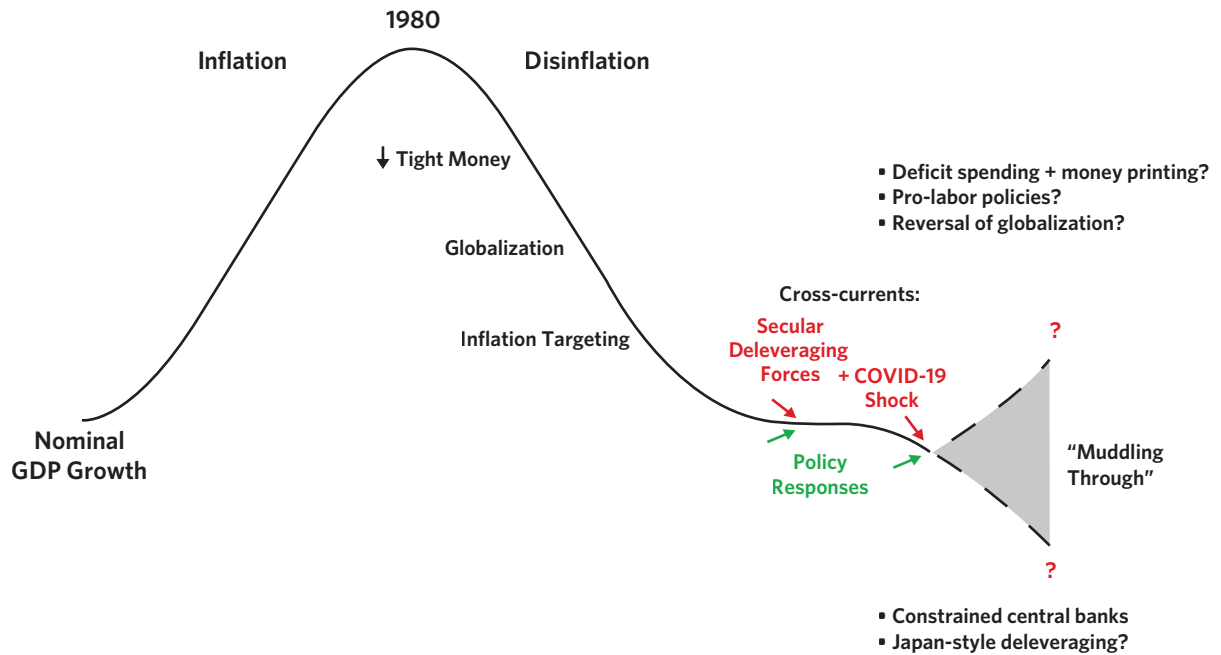 1980
Inflation
Disinflation
Tight Money
Globalization
Inflation Targeting
Nominal
GDP Growth
▪ Deficit spending + money printing?
▪ Pro-labor policies?
▪ Reversal of globalization?
Cross-currents:
Secular
Deleveraging
Forces
+ COVID-19
Shock
Policy
Responses
?
“Muddling
Through”
?
▪ Constrained central banks
▪ Japan-style deleveraging?